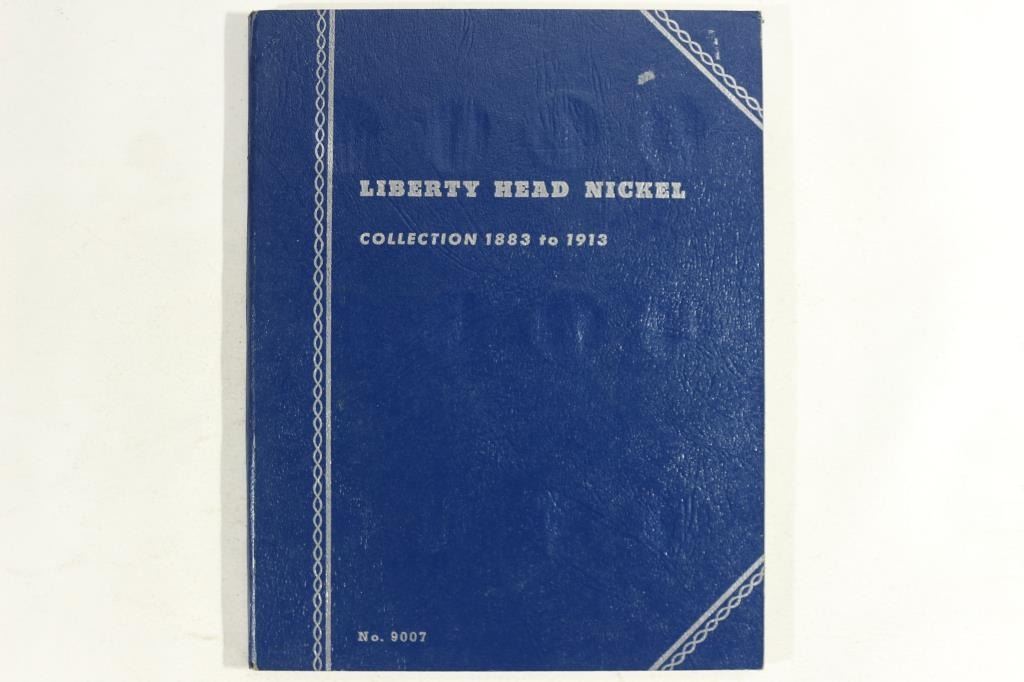 LIBERTY HEAD NICKEL
COLLECTION 1883 to 1913
No. 9007